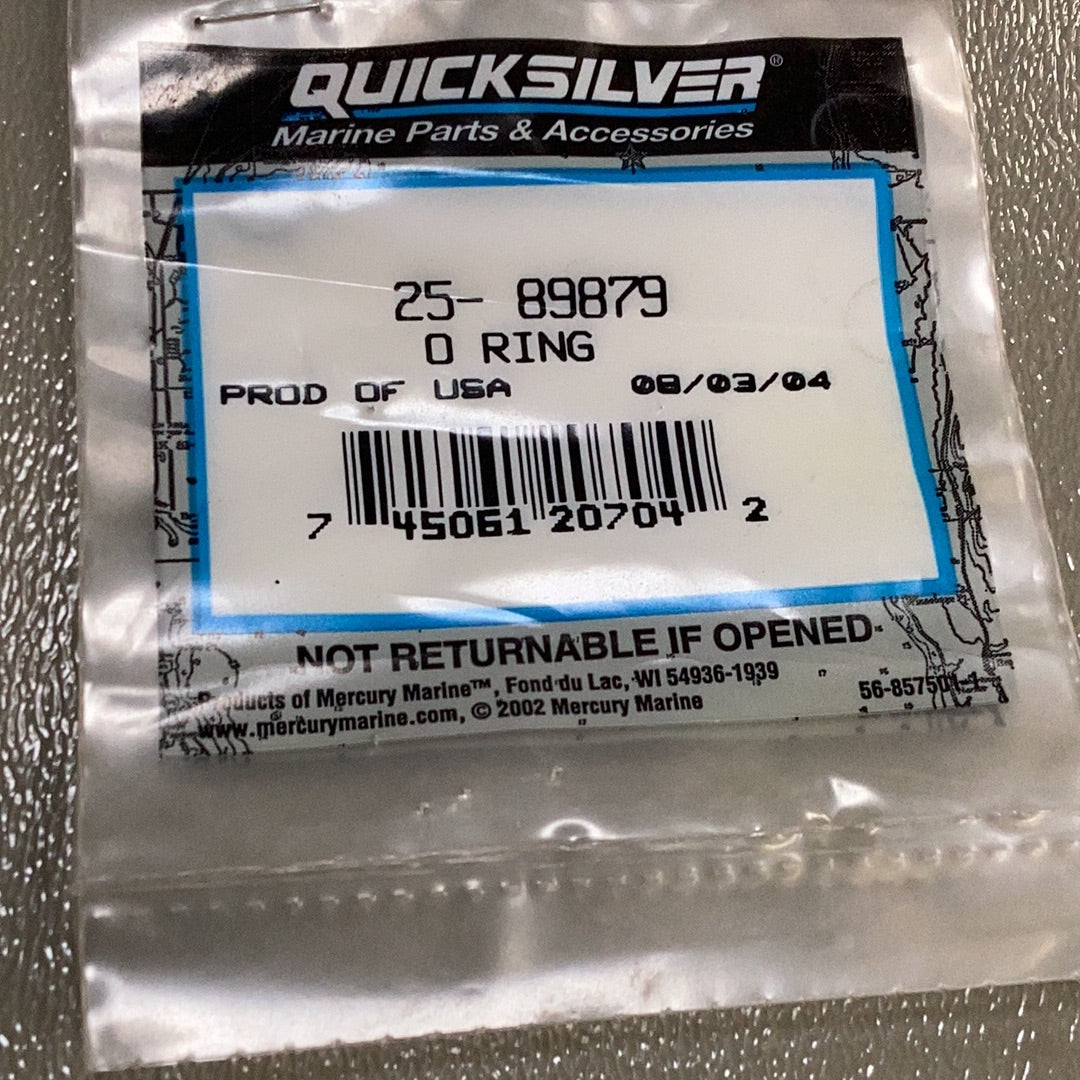 QUICKSILVER®
Marine Parts & Accessories
25- 89879
O RING
PROD OF USA 08/03/04
7 45061 20704 2
NOT RETURNABLE IF OPENED
Products of Mercury Marine™, Fond du Lac, WI 54936-1939
www.mercurymarine.com, © 2002 Mercury Marine